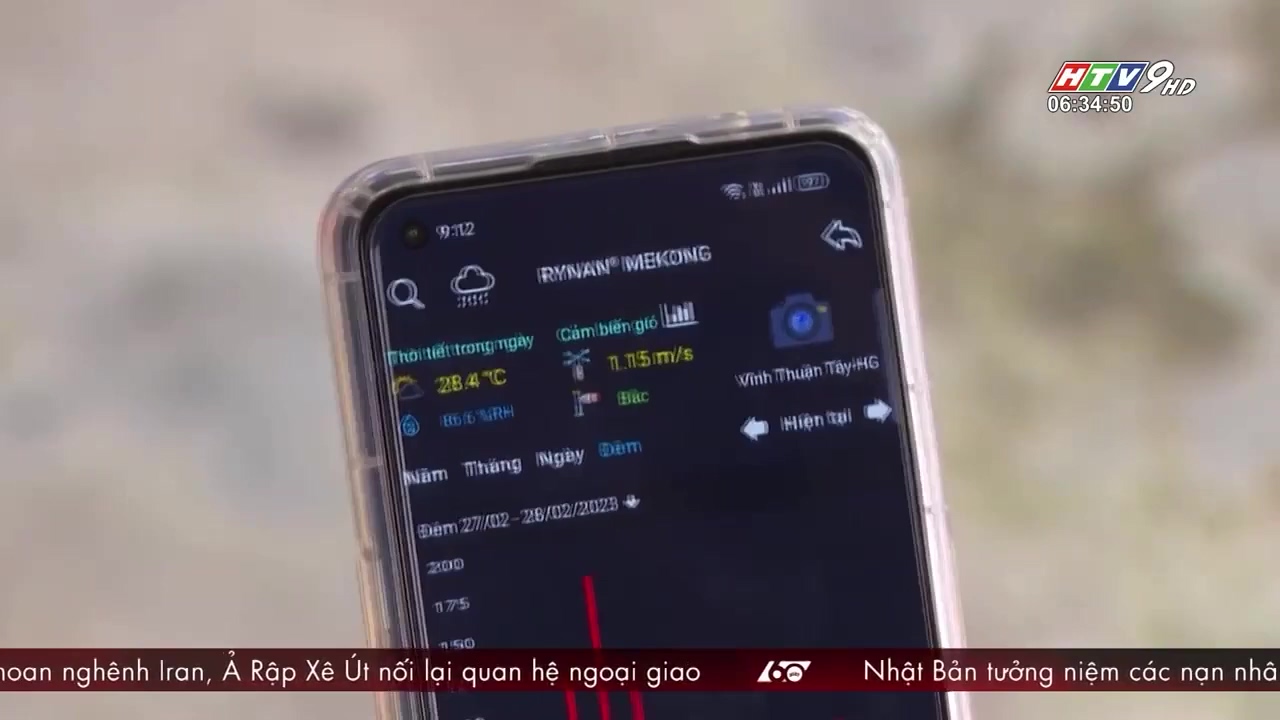 HTV9 HD
06:34:50
9:12
RYNAN® MEKONG
Thời tiết trong ngày
Cảm biến gió
28.4 °C
1.15 m/s
Vĩnh Thuận Tây-HG
%RH
Bắc
Hiện tại
Năm Tháng Ngày Đêm
Đêm 27/02 - 28/02/2023
200
175
150
hoan nghênh Iran, Ả Rập Xê Út nối lại quan hệ ngoại giao
60 giây
Nhật Bản tưởng niệm các nạn nhâ